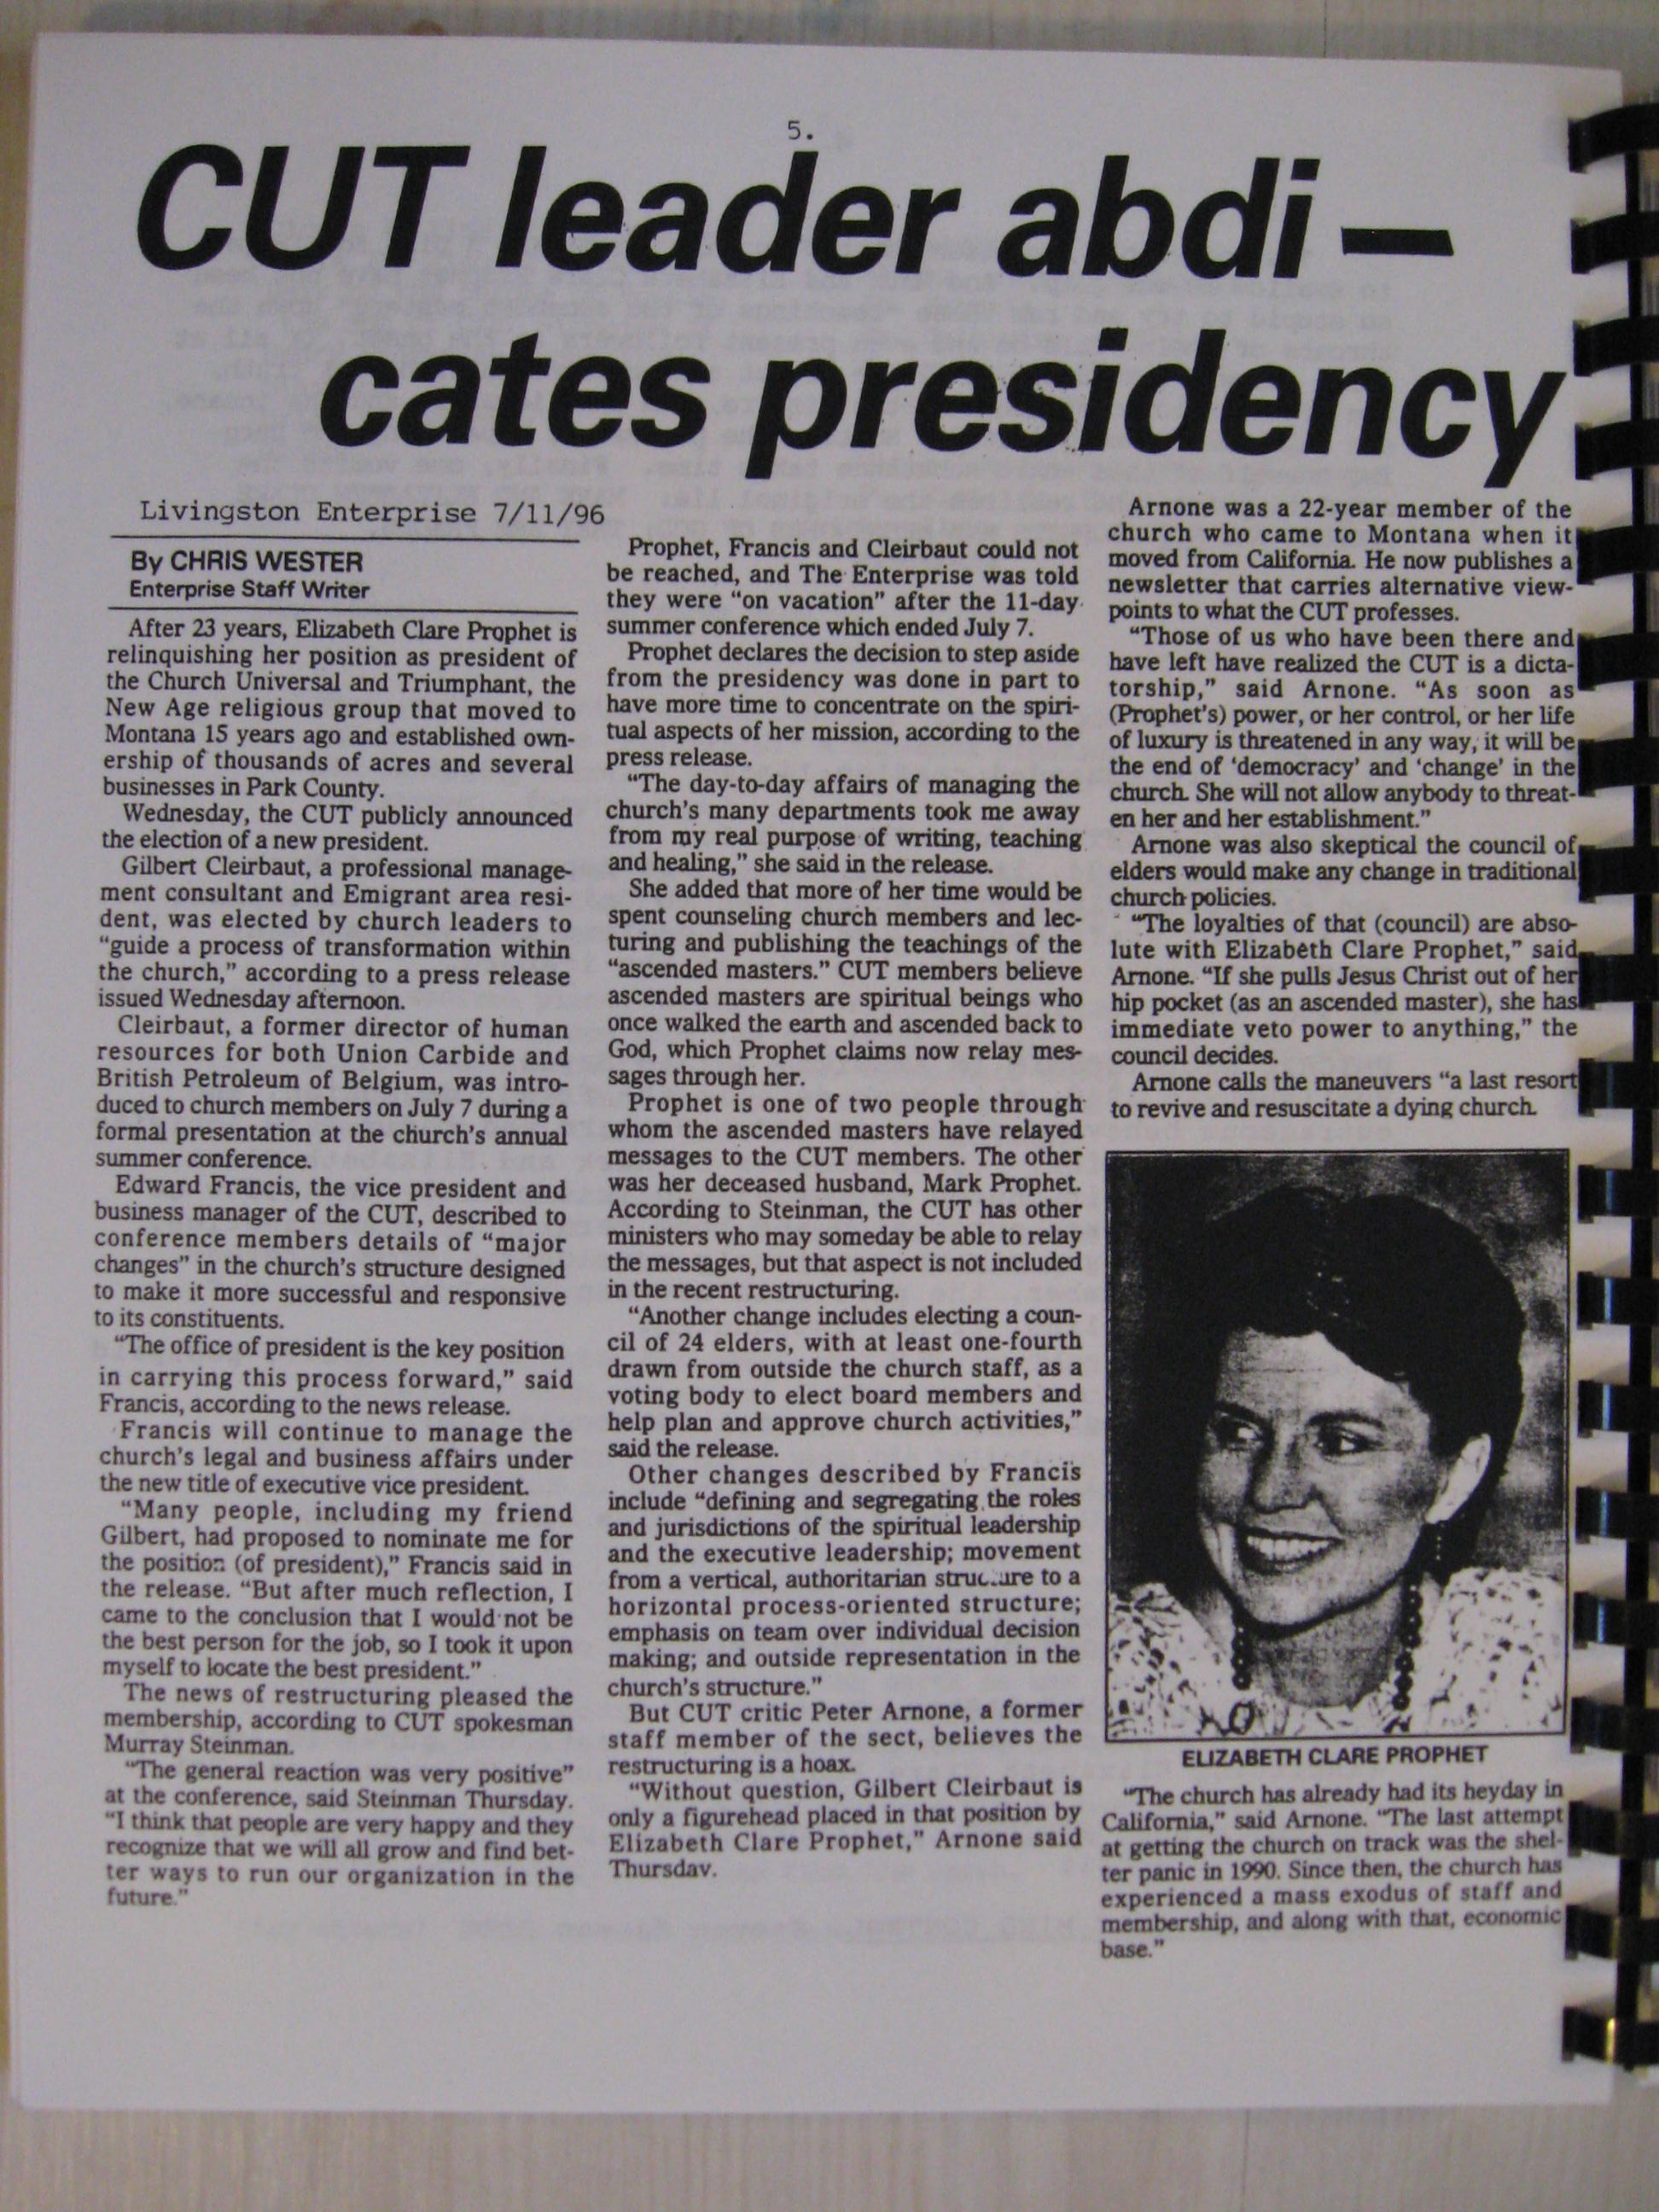 5.
CUT leader abdi—
cates presidency
Livingston Enterprise 7/11/96
By CHRIS WESTER
Enterprise Staff Writer
After 23 years, Elizabeth Clare Prophet is
relinquishing her position as president of
the Church Universal and Triumphant, the
New Age religious group that moved to
Montana 15 years ago and established own-
ership of thousands of acres and several
businesses in Park County.
Wednesday, the CUT publicly announced
the election of a new president.
Gilbert Cleirbaut, a professional manage-
ment consultant and Emigrant area resi-
dent, was elected by church leaders to
“guide a process of transformation within
the church,” according to a press release
issued Wednesday afternoon.
Cleirbaut, a former director of human
resources for both Union Carbide and
British Petroleum of Belgium, was intro-
duced to church members on July 7 during a
formal presentation at the church’s annual
summer conference.
Edward Francis, the vice president and
business manager of the CUT, described to
conference members details of “major
changes” in the church’s structure designed
to make it more successful and responsive
to its constituents.
“The office of president is the key position
in carrying this process forward,” said
Francis, according to the news release.
Francis will continue to manage the
church’s legal and business affairs under
the new title of executive vice president.
“Many people, including my friend
Gilbert, had proposed to nominate me for
the position (of president),” Francis said in
the release. “But after much reflection, I
came to the conclusion that I would not be
the best person for the job, so I took it upon
myself to locate the best president.”
The news of restructuring pleased the
membership, according to CUT spokesman
Murray Steinman.
“The general reaction was very positive”
at the conference, said Steinman Thursday.
“I think that people are very happy and they
recognize that we will all grow and find bet-
ter ways to run our organization in the
future.”
Prophet, Francis and Cleirbaut could not
be reached, and The Enterprise was told
they were “on vacation” after the 11-day
summer conference which ended July 7.
Prophet declares the decision to step aside
from the presidency was done in part to
have more time to concentrate on the spiri-
tual aspects of her mission, according to the
press release.
“The day-to-day affairs of managing the
church’s many departments took me away
from my real purpose of writing, teaching
and healing,” she said in the release.
She added that more of her time would be
spent counseling church members and lec-
turing and publishing the teachings of the
“ascended masters.” CUT members believe
ascended masters are spiritual beings who
once walked the earth and ascended back to
God, which Prophet claims now relay mes-
sages through her.
Prophet is one of two people through
whom the ascended masters have relayed
messages to the CUT members. The other
was her deceased husband, Mark Prophet.
According to Steinman, the CUT has other
ministers who may someday be able to relay
the messages, but that aspect is not included
in the recent restructuring.
“Another change includes electing a coun-
cil of 24 elders, with at least one-fourth
drawn from outside the church staff, as a
voting body to elect board members and
help plan and approve church activities,”
said the release.
Other changes described by Francis
include “defining and segregating the roles
and jurisdictions of the spiritual leadership
and the executive leadership; movement
from a vertical, authoritarian structure to a
horizontal process-oriented structure;
emphasis on team over individual decision
making; and outside representation in the
church’s structure.”
But CUT critic Peter Arnone, a former
staff member of the sect, believes the
restructuring is a hoax.
“Without question, Gilbert Cleirbaut is
only a figurehead placed in that position by
Elizabeth Clare Prophet,” Arnone said
Thursday.
Arnone was a 22-year member of the
church who came to Montana when it
moved from California. He now publishes a
newsletter that carries alternative view-
points to what the CUT professes.
“Those of us who have been there and
have left have realized the CUT is a dicta-
torship,” said Arnone. “As soon as
(Prophet’s) power, or her control, or her life
of luxury is threatened in any way, it will be
the end of ‘democracy’ and ‘change’ in the
church. She will not allow anybody to threat-
en her and her establishment.”
Arnone was also skeptical the council of
elders would make any change in traditional
church policies.
“The loyalties of that (council) are abso-
lute with Elizabeth Clare Prophet,” said
Arnone. “If she pulls Jesus Christ out of her
hip pocket (as an ascended master), she has
immediate veto power to anything,” the
council decides.
Arnone calls the maneuvers “a last resort
to revive and resuscitate a dying church.
ELIZABETH CLARE PROPHET
“The church has already had its heyday in
California,” said Arnone. “The last attempt
at getting the church on track was the shel-
ter panic in 1990. Since then, the church has
experienced a mass exodus of staff and
membership, and along with that, economic
base.”